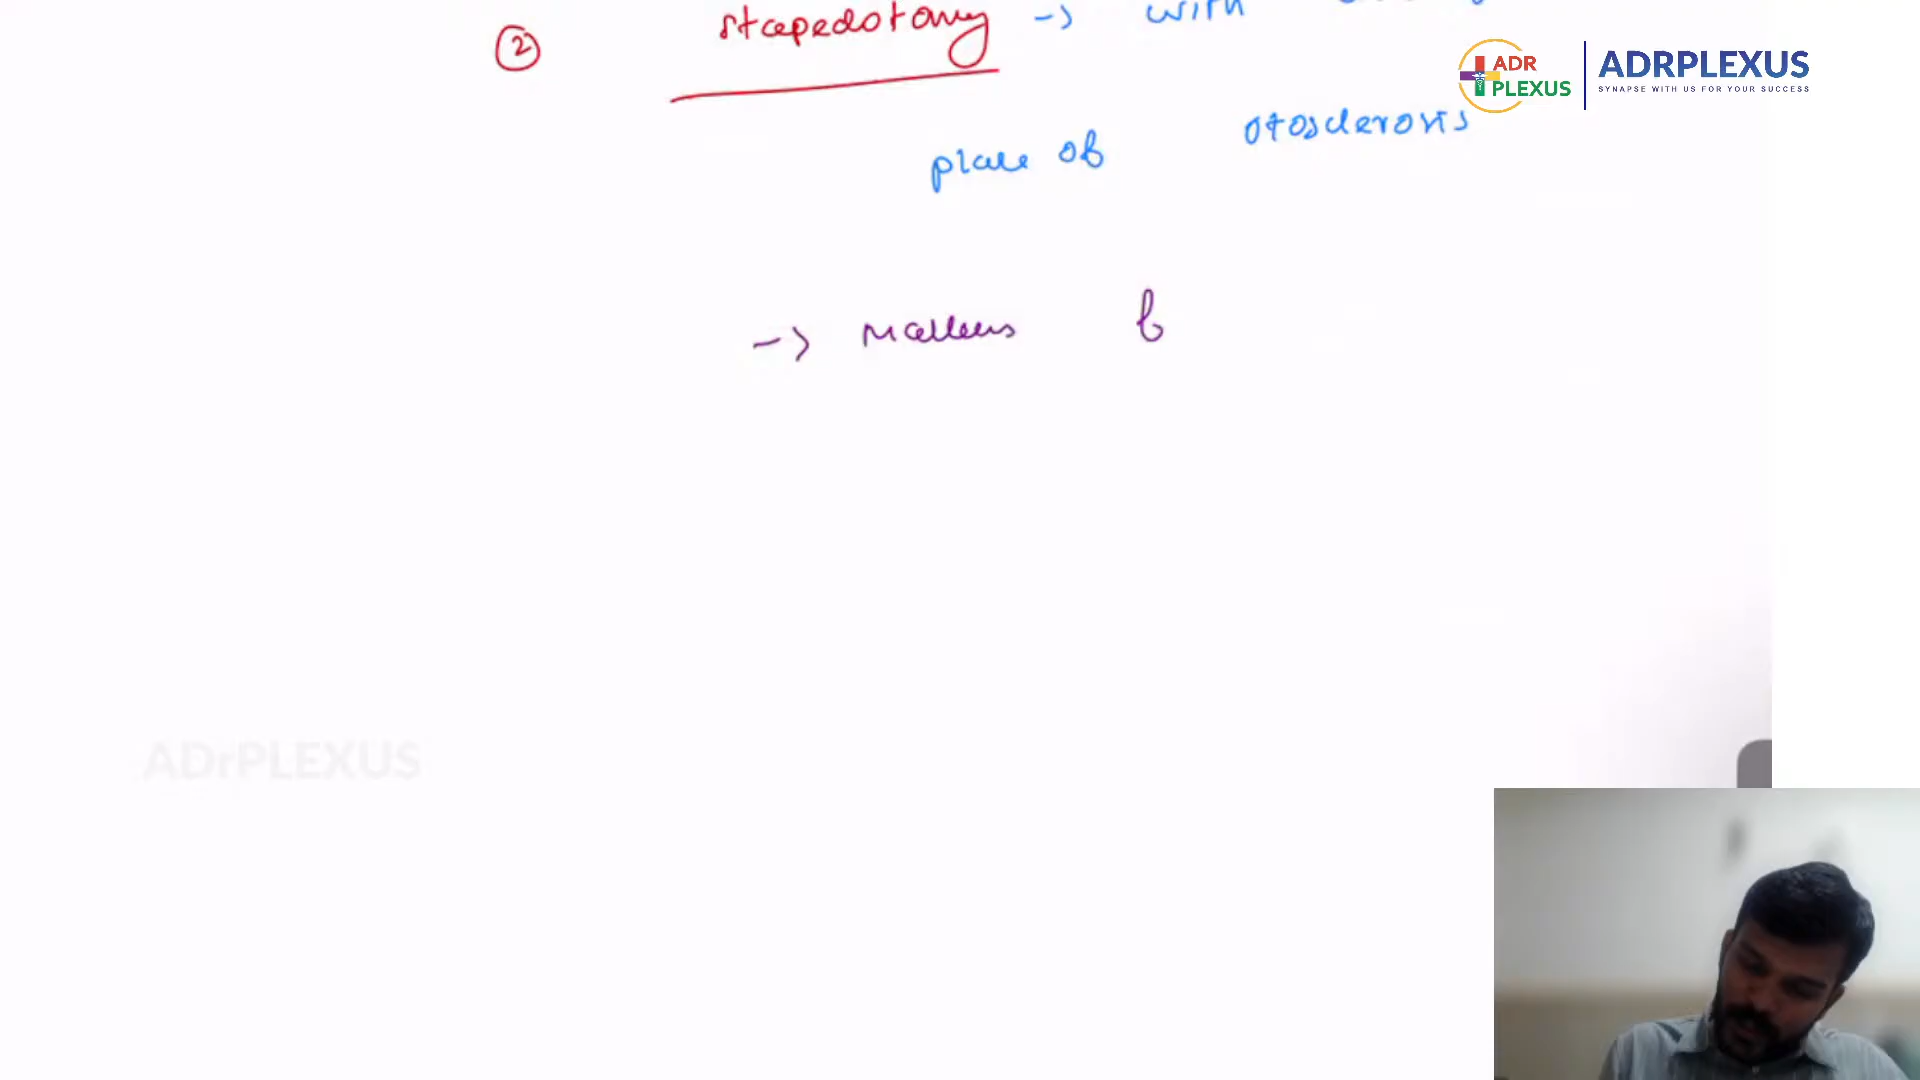 ② stapedotomy -> with
ADR
PLEXUS
ADRPLEXUS
SYNAPSE WITH US FOR YOUR SUCCESS
place of otosclerosis
-> Malleus
ADrPLEXUS